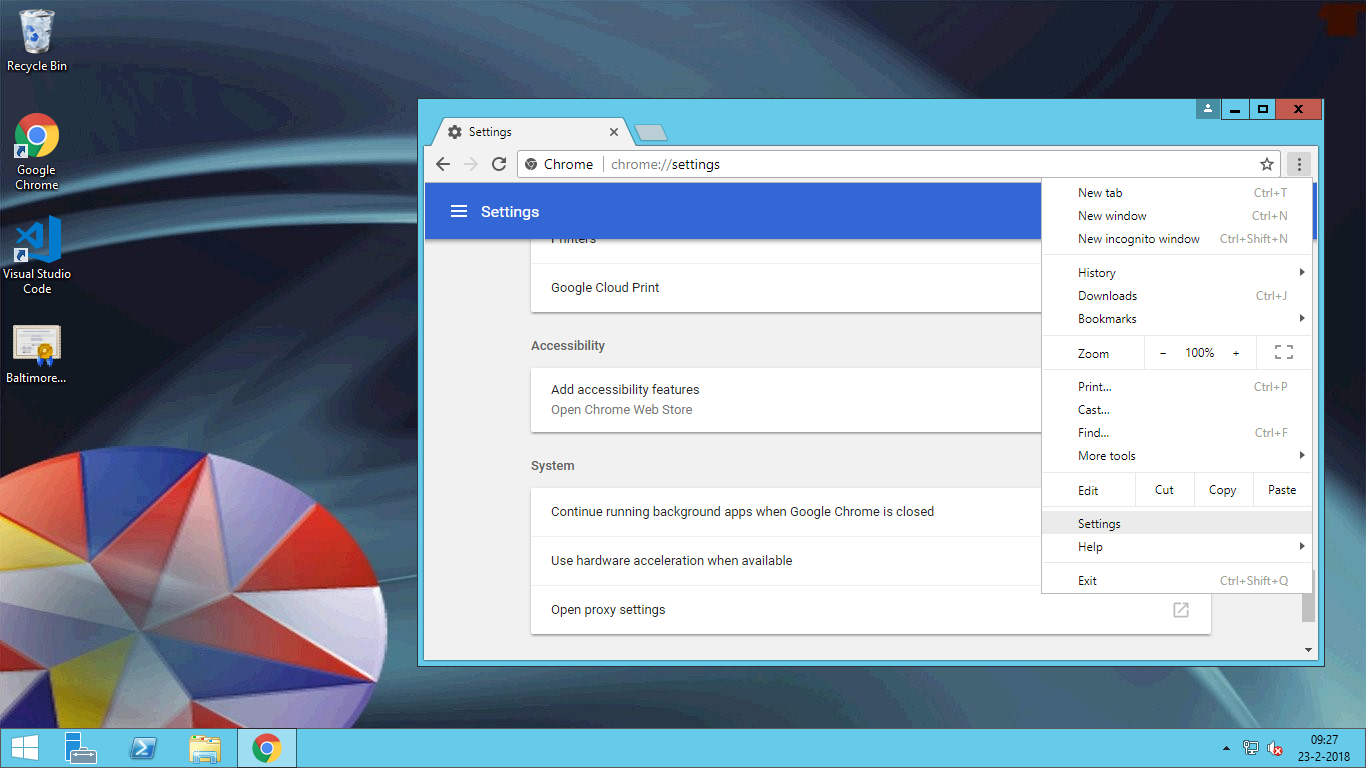 Recycle Bin
Google
Chrome
Visual Studio
Code
Baltimore...
Settings
Chrome chrome://settings
Settings
Printers
Google Cloud Print
Accessibility
Add accessibility features
Open Chrome Web Store
System
Continue running background apps when Google Chrome is closed
Use hardware acceleration when available
Open proxy settings
New tab Ctrl+T
New window Ctrl+N
New incognito window Ctrl+Shift+N
History
Downloads Ctrl+J
Bookmarks
Zoom − 100% +
Print... Ctrl+P
Cast...
Find... Ctrl+F
More tools
Edit Cut Copy Paste
Settings
Help
Exit Ctrl+Shift+Q
09:27
23-2-2018